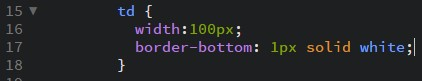 15 ▼ td {
16 width:100px;
17 border-bottom: 1px solid white;
18 }